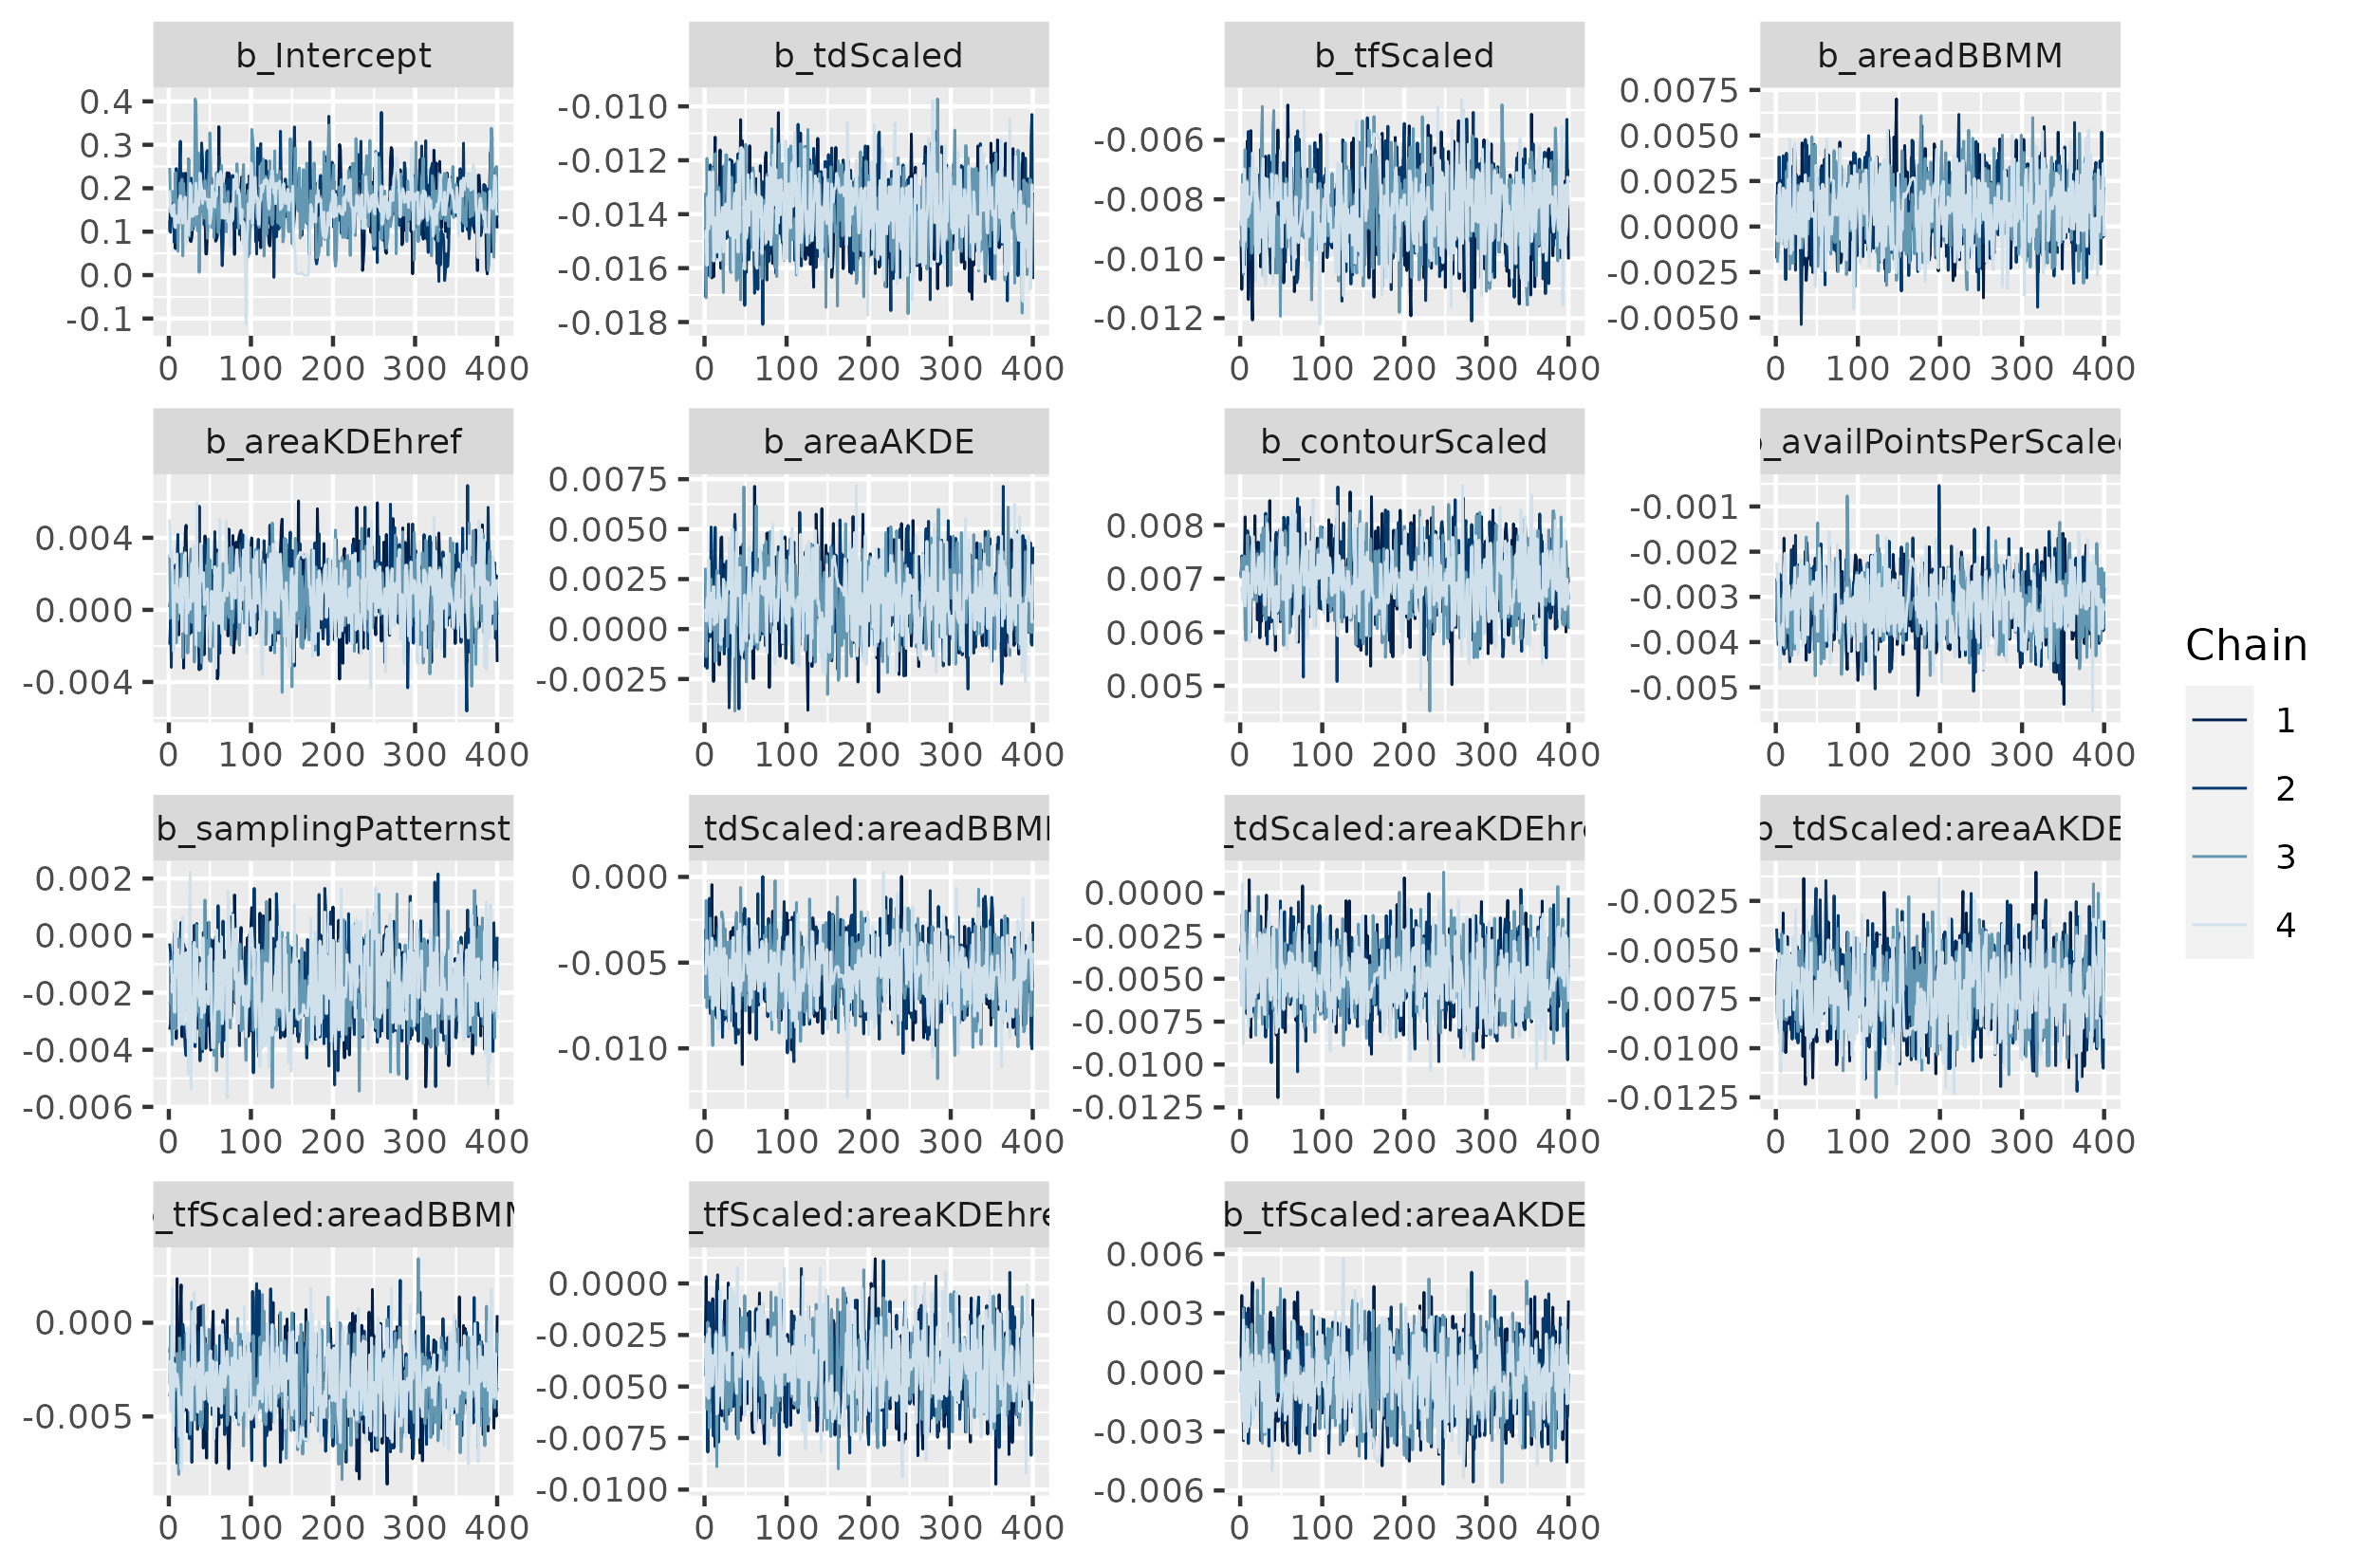 b_Intercept b_tdScaled b_tfScaled b_areadBBMM
0.4 0.3 0.2 0.1 0.0 -0.1
0 100 200 300 400
-0.010 -0.012 -0.014 -0.016 -0.018
0 100 200 300 400
-0.006 -0.008 -0.010 -0.012
0 100 200 300 400
0.0075 0.0050 0.0025 0.0000 -0.0025 -0.0050
0 100 200 300 400
b_areaKDEhref b_areaAKDE b_contourScaled b_availPointsPerScaled
0.004 0.000 -0.004
0 100 200 300 400
0.0075 0.0050 0.0025 0.0000 -0.0025
0 100 200 300 400
0.008 0.007 0.006 0.005
0 100 200 300 400
-0.001 -0.002 -0.003 -0.004 -0.005
0 100 200 300 400
b_samplingPatternst _tdScaled:areadBBMM _tdScaled:areaKDEhre b_tdScaled:areaAKDE
0.002 0.000 -0.002 -0.004 -0.006
0 100 200 300 400
0.000 -0.005 -0.010
0 100 200 300 400
0.0000 -0.0025 -0.0050 -0.0075 -0.0100 -0.0125
0 100 200 300 400
-0.0025 -0.0050 -0.0075 -0.0100 -0.0125
0 100 200 300 400
_tfScaled:areadBBMM _tfScaled:areaKDEhre b_tfScaled:areaAKDE
0.000 -0.005
0 100 200 300 400
0.0000 -0.0025 -0.0050 -0.0075 -0.0100
0 100 200 300 400
0.006 0.003 0.000 -0.003 -0.006
0 100 200 300 400
Chain
1
2
3
4